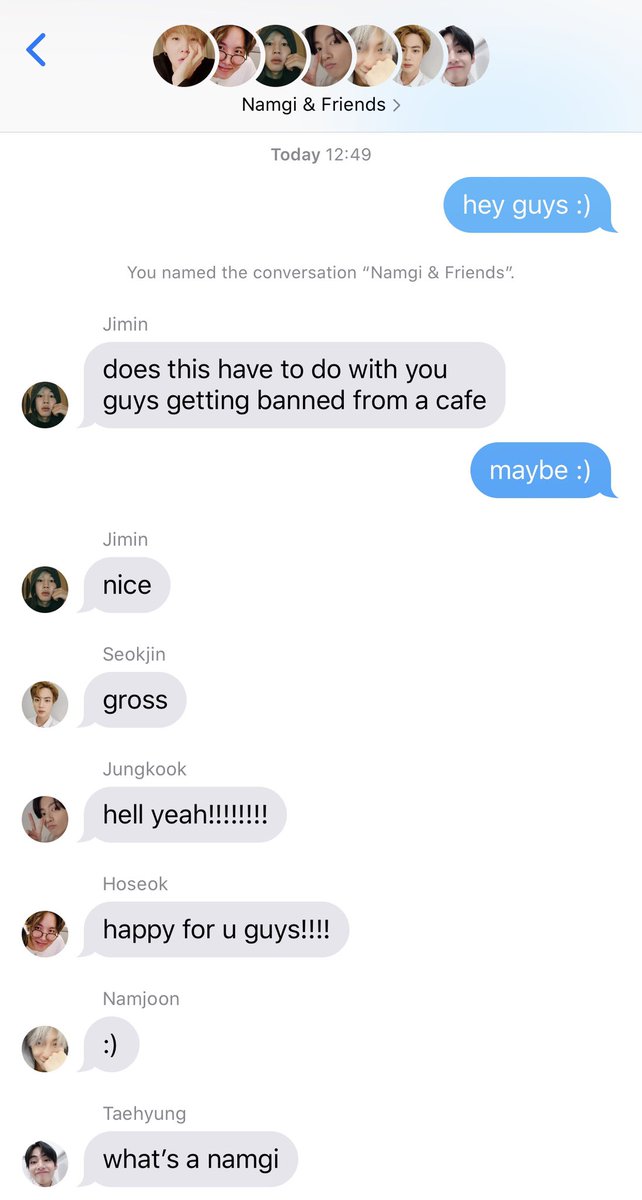 Namgi & Friends
Today 12:49
hey guys :)
You named the conversation “Namgi & Friends”.
Jimin
does this have to do with you
guys getting banned from a cafe
maybe :)
Jimin
nice
Seokjin
gross
Jungkook
hell yeah!!!!!!!!
Hoseok
happy for u guys!!!!
Namjoon
:)
Taehyung
what’s a namgi